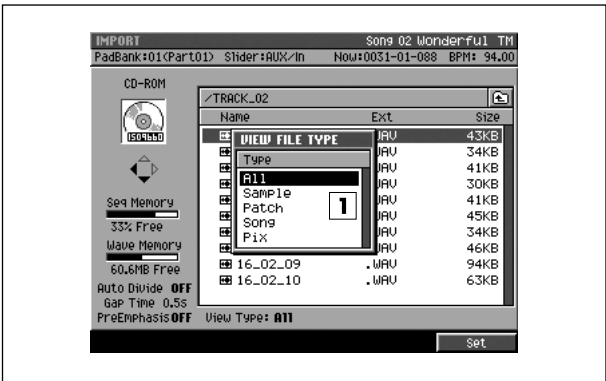 IMPORT Song 02 Wonderful TM
PadBank:01(Part01) Slider:AUX/In Now:0031-01-088 BPM: 94.00
CD-ROM
ISO9660
/TRACK_02
Name Ext Size
VIEW FILE TYPE
Type
All
Sample
Patch
Song
Pix
1
.WAV 43KB
.WAV 34KB
.WAV 41KB
.WAV 30KB
.WAV 41KB
.WAV 45KB
.WAV 34KB
.WAV 46KB
16_02_09 .WAV 94KB
16_02_10 .WAV 63KB
Seq Memory
33% Free
Wave Memory
60.6MB Free
Auto Divide OFF
Gap Time 0.5s
PreEmphasis OFF
View Type: All
Set